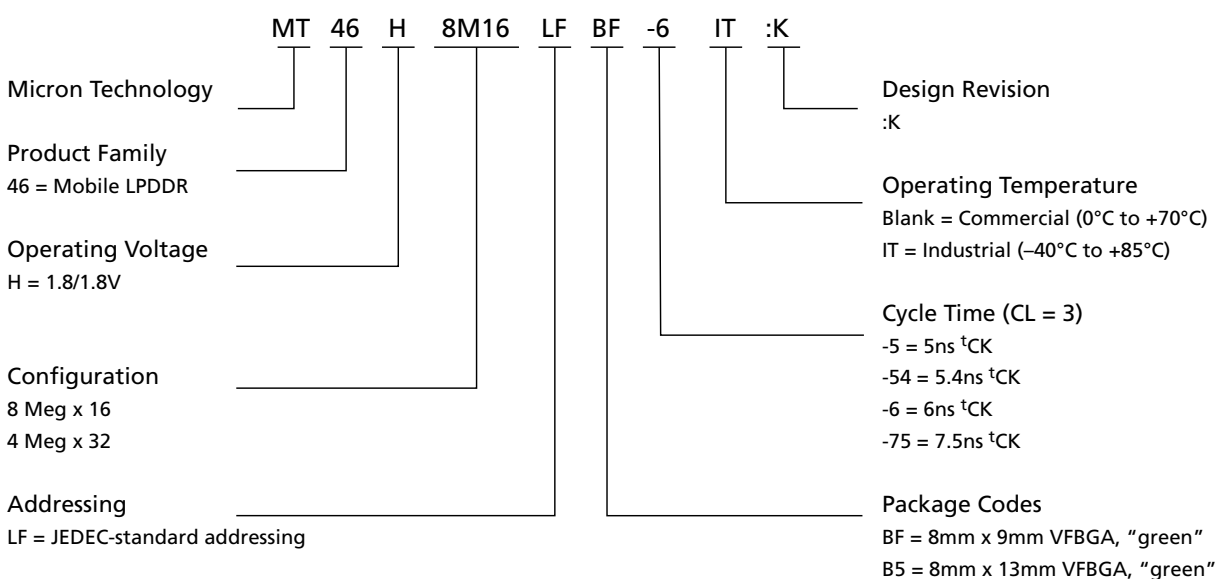 MT 46 H 8M16 LF BF -6 IT :K
Micron Technology
Product Family
46 = Mobile LPDDR
Operating Voltage
H = 1.8/1.8V
Configuration
8 Meg x 16
4 Meg x 32
Addressing
LF = JEDEC-standard addressing
Design Revision
:K
Operating Temperature
Blank = Commercial (0°C to +70°C)
IT = Industrial (–40°C to +85°C)
Cycle Time (CL = 3)
-5 = 5ns tCK
-54 = 5.4ns tCK
-6 = 6ns tCK
-75 = 7.5ns tCK
Package Codes
BF = 8mm x 9mm VFBGA, “green”
B5 = 8mm x 13mm VFBGA, “green”